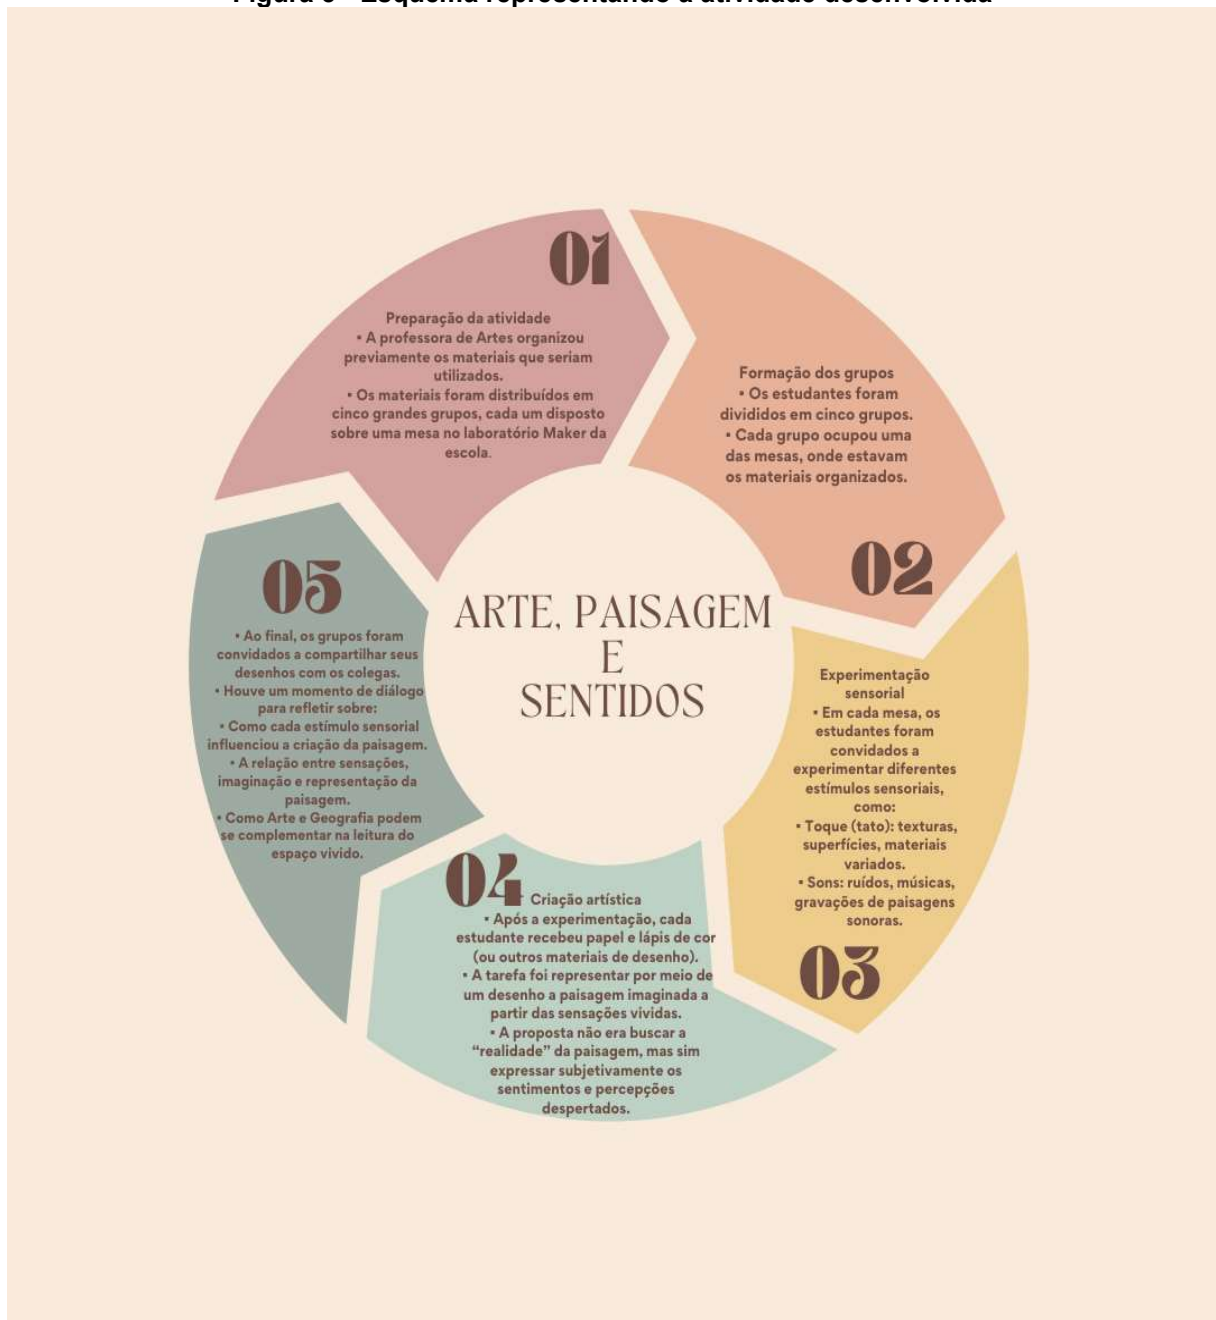 01
Preparação da atividade
• A professora de Artes organizou
previamente os materiais que seriam
utilizados.
• Os materiais foram distribuídos em
cinco grandes grupos, cada um disposto
sobre uma mesa no laboratório Maker da
escola.
Formação dos grupos
• Os estudantes foram
divididos em cinco grupos.
• Cada grupo ocupou uma
das mesas, onde estavam
os materiais organizados.
02
ARTE, PAISAGEM
E
SENTIDOS
Experimentação
sensorial
• Em cada mesa, os
estudantes foram
convidados a
experimentar diferentes
estímulos sensoriais,
como:
• Toque (tato): texturas,
superfícies, materiais
variados.
• Sons: ruídos, músicas,
gravações de paisagens
sonoras.
03
04
Criação artística
• Após a experimentação, cada
estudante recebeu papel e lápis de cor
(ou outros materiais de desenho).
• A tarefa foi representar por meio de
um desenho a paisagem imaginada a
partir das sensações vividas.
• A proposta não era buscar a
“realidade” da paisagem, mas sim
expressar subjetivamente os
sentimentos e percepções
despertados.
05
• Ao final, os grupos foram
convidados a compartilhar seus
desenhos com os colegas.
• Houve um momento de diálogo
para refletir sobre:
• Como cada estímulo sensorial
influenciou a criação da paisagem.
• A relação entre sensações,
imaginação e representação da
paisagem.
• Como Arte e Geografia podem
se complementar na leitura do
espaço vivido.